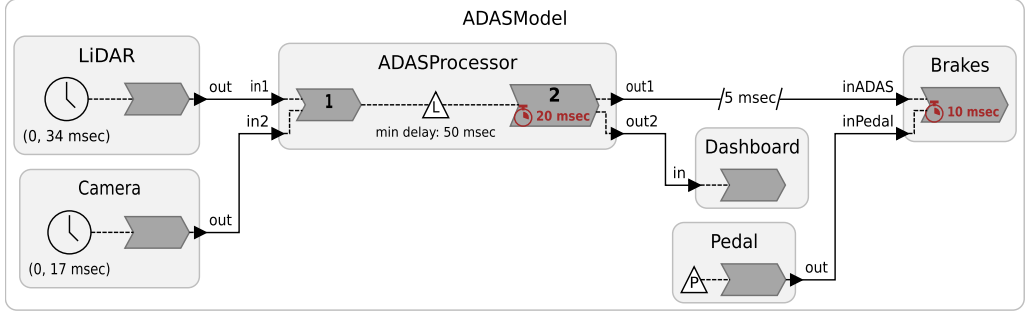 ADASModel
LiDAR
(0, 34 msec)
out
Camera
(0, 17 msec)
out
in1
in2
ADASProcessor
1
L
min delay: 50 msec
2
20 msec
out1
out2
5 msec
in
Dashboard
Pedal
P
out
inADAS
inPedal
Brakes
10 msec